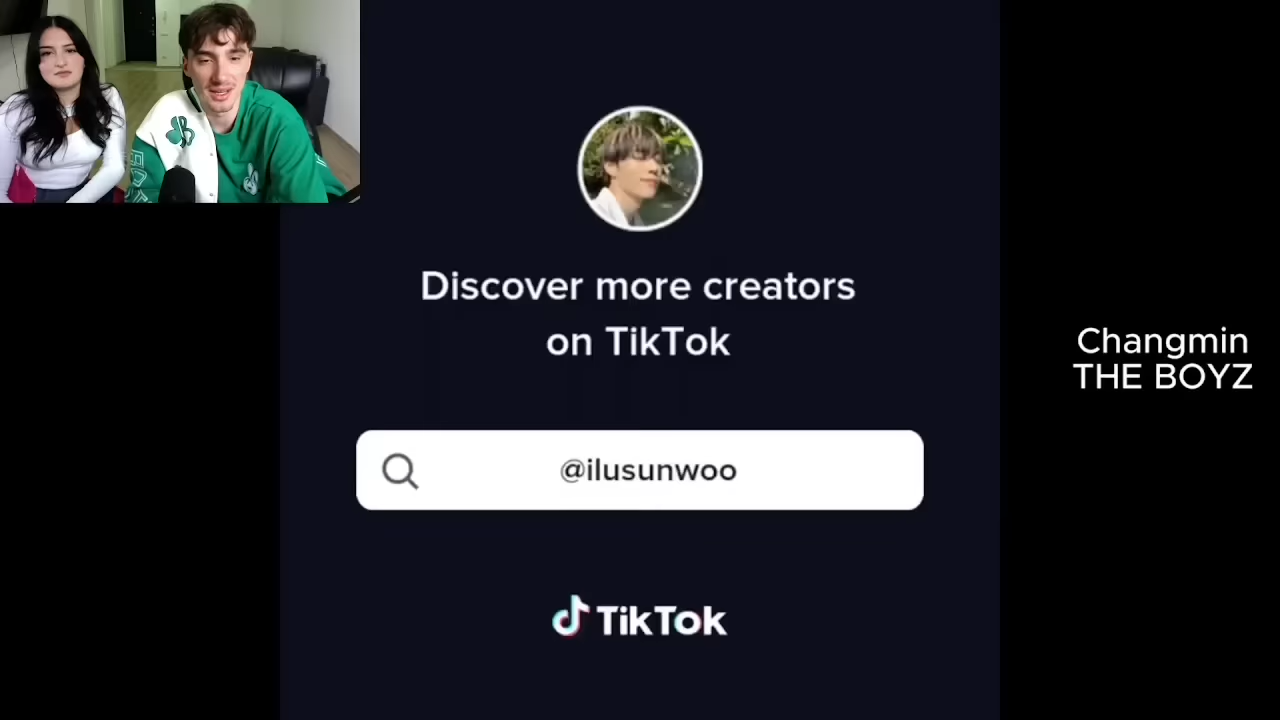 Discover more creators
on TikTok
@ilusunwoo
TikTok
Changmin
THE BOYZ